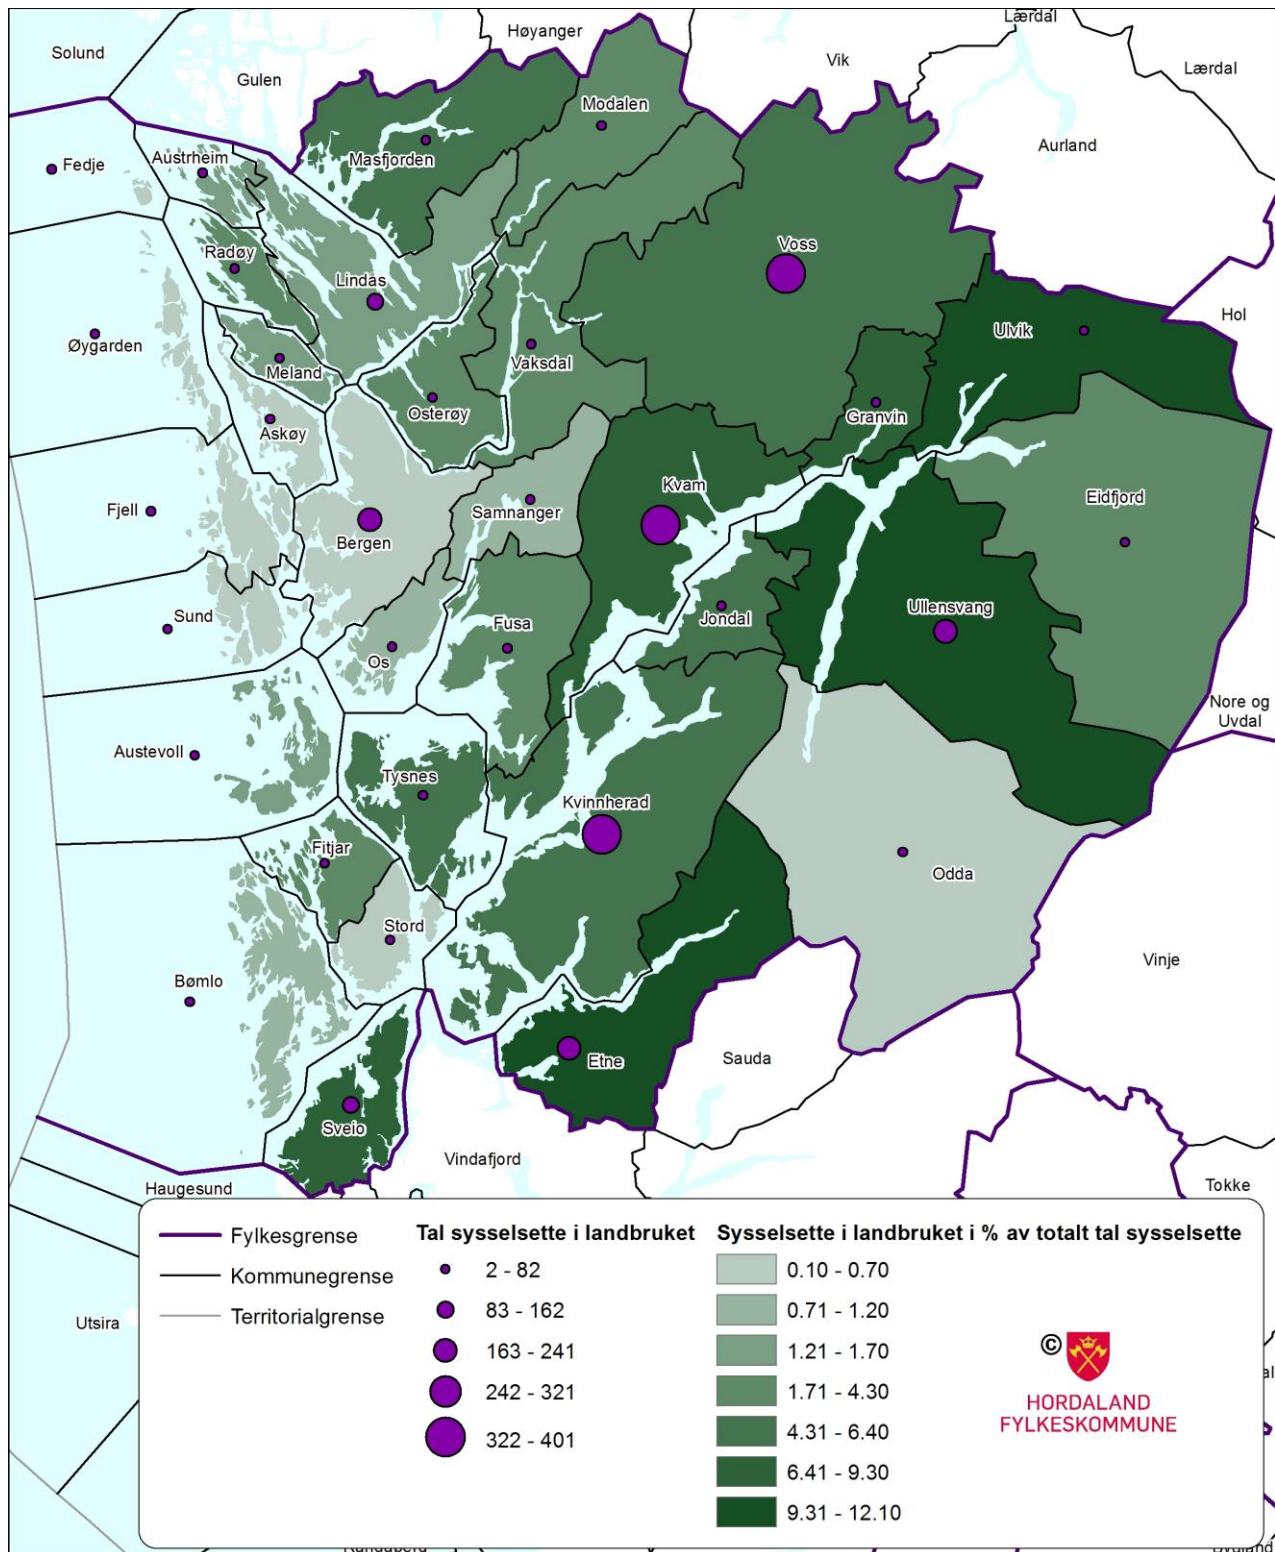 Lærdal
Høyanger
Solund
Vik
Lærdal
Gulen
Modalen
Aurland
Masfjorden
Austrheim
Fedje
Voss
Radøy
Lindås
Hol
Ulvik
Øygarden
Vaksdal
Meland
Osterøy
Granvin
Askøy
Kvam
Eidfjord
Fjell
Samnanger
Bergen
Ullensvang
Sund
Fusa
Jondal
Os
Nore og
Uvdal
Austevoll
Tysnes
Kvinnherad
Fitjar
Odda
Stord
Vinje
Bømlo
Sauda
Etne
Sveio
Vindafjord
Haugesund
Tokke
Utsira
Fylkesgrense
Kommunegrense
Territorialgrense
Tal sysselsette i landbruket
2 - 82
83 - 162
163 - 241
242 - 321
322 - 401
Sysselsette i landbruket i % av totalt tal sysselsette
0.10 - 0.70
0.71 - 1.20
1.21 - 1.70
1.71 - 4.30
4.31 - 6.40
6.41 - 9.30
9.31 - 12.10
©
HORDALAND
FYLKESKOMMUNE